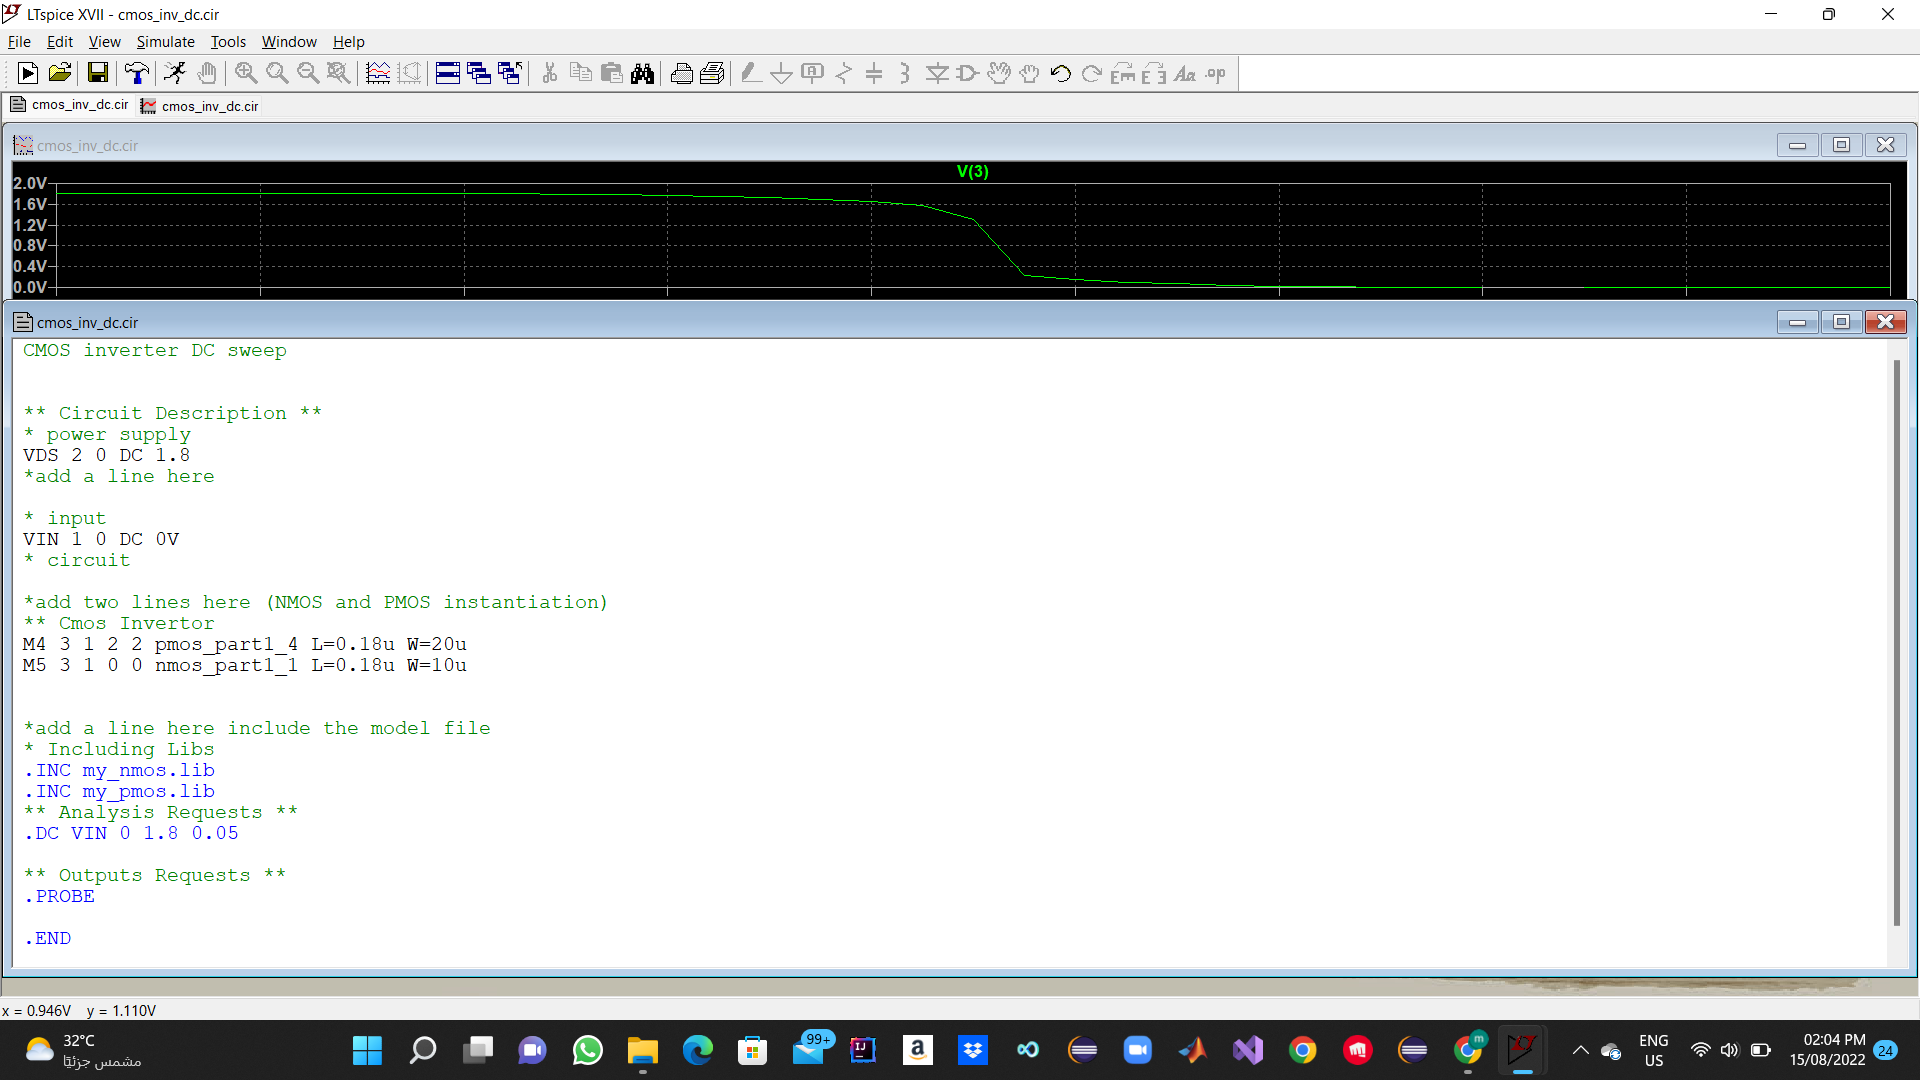 LTspice XVII - cmos_inv_dc.cir
File Edit View Simulate Tools Window Help
cmos_inv_dc.cir cmos_inv_dc.cir
cmos_inv_dc.cir
V(3)
2.0V
1.6V
1.2V
0.8V
0.4V
0.0V
cmos_inv_dc.cir
CMOS inverter DC sweep
** Circuit Description **
* power supply
VDS 2 0 DC 1.8
*add a line here
* input
VIN 1 0 DC 0V
* circuit
*add two lines here (NMOS and PMOS instantiation)
** Cmos Invertor
M4 3 1 2 2 pmos_part1_4 L=0.18u W=20u
M5 3 1 0 0 nmos_part1_1 L=0.18u W=10u
*add a line here include the model file
* Including Libs
.INC my_nmos.lib
.INC my_pmos.lib
** Analysis Requests **
.DC VIN 0 1.8 0.05
** Outputs Requests **
.PROBE
.END
x = 0.946V y = 1.110V
32°C
مشمس جزئيًا
99+
ENG
US
02:04 PM
15/08/2022
24